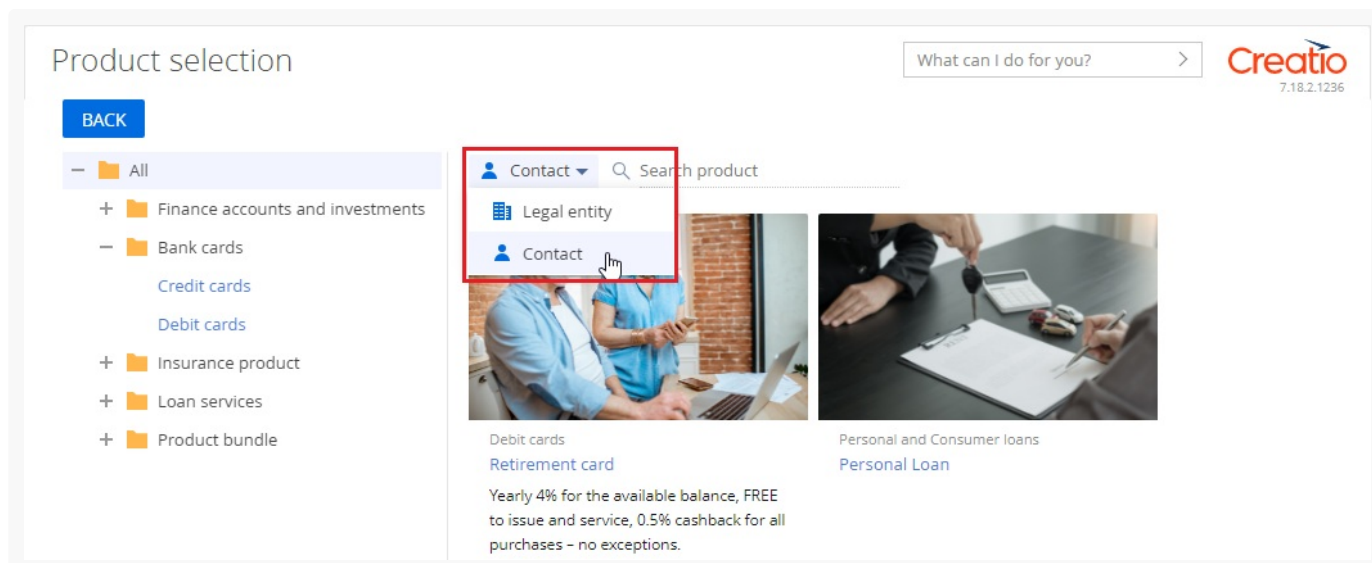 Product selection
What can I do for you?
Creatio
7.18.2.1236
BACK
All
Finance accounts and investments
Bank cards
Credit cards
Debit cards
Insurance product
Loan services
Product bundle
Contact
Search product
Legal entity
Contact
Debit cards
Retirement card
Yearly 4% for the available balance, FREE
to issue and service, 0.5% cashback for all
purchases – no exceptions.
Personal and Consumer loans
Personal Loan